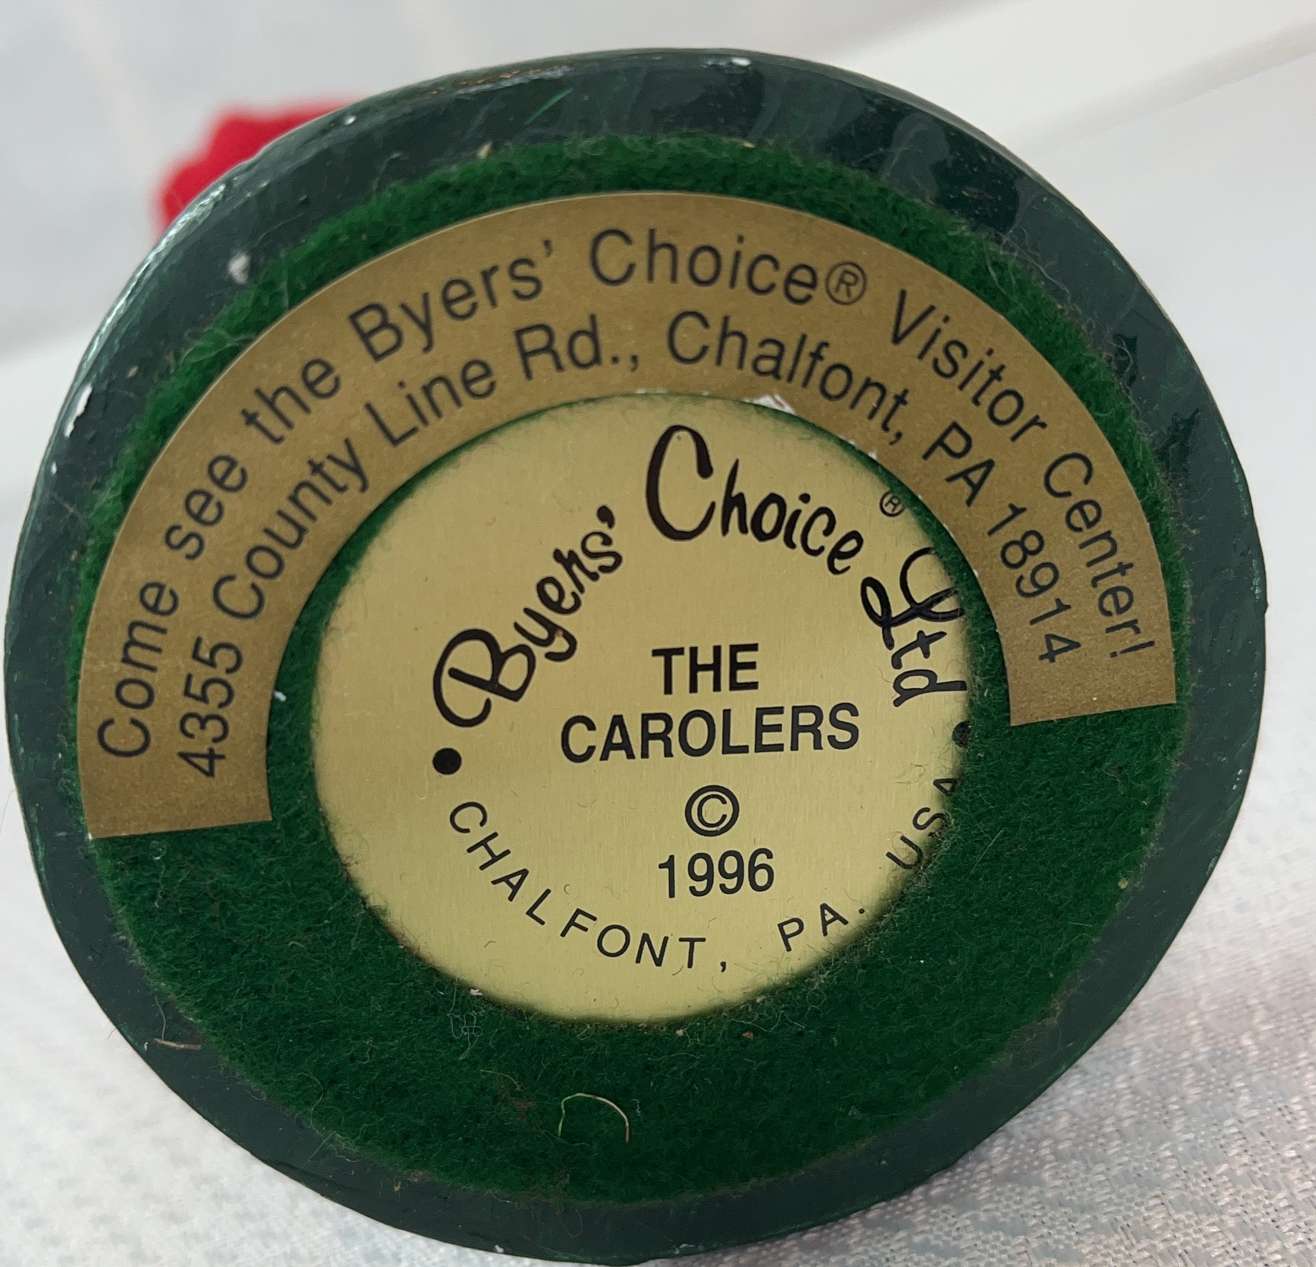 Come see the Byers' Choice® Visitor Center!
4355 County Line Rd., Chalfont, PA 18914
Byers' Choice® Ltd
THE
CAROLERS
©
1996
• CHALFONT, PA. USA •